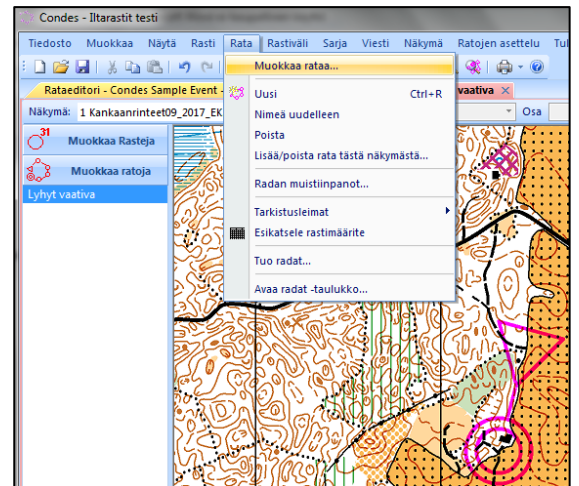 Condes - Iltarastit testi
Tiedosto Muokkaa Näytä Rasti Rata Rastiväli Sarja Viesti Näkymä Ratojen asettelu Tul
Rataeditori - Condes Sample Event - vaativa
Näkymä: 1 Kankaanrinteet09_2017_EK Osa
31 Muokkaa Rasteja
Muokkaa ratoja
Lyhyt vaativa
Muokkaa rataa...
Uusi Ctrl+R
Nimeä uudelleen
Poista
Lisää/poista rata tästä näkymästä...
Radan muistiinpanot...
Tarkistusleimat
Esikatsele rastimäärite
Tuo radat...
Avaa radat -taulukko...